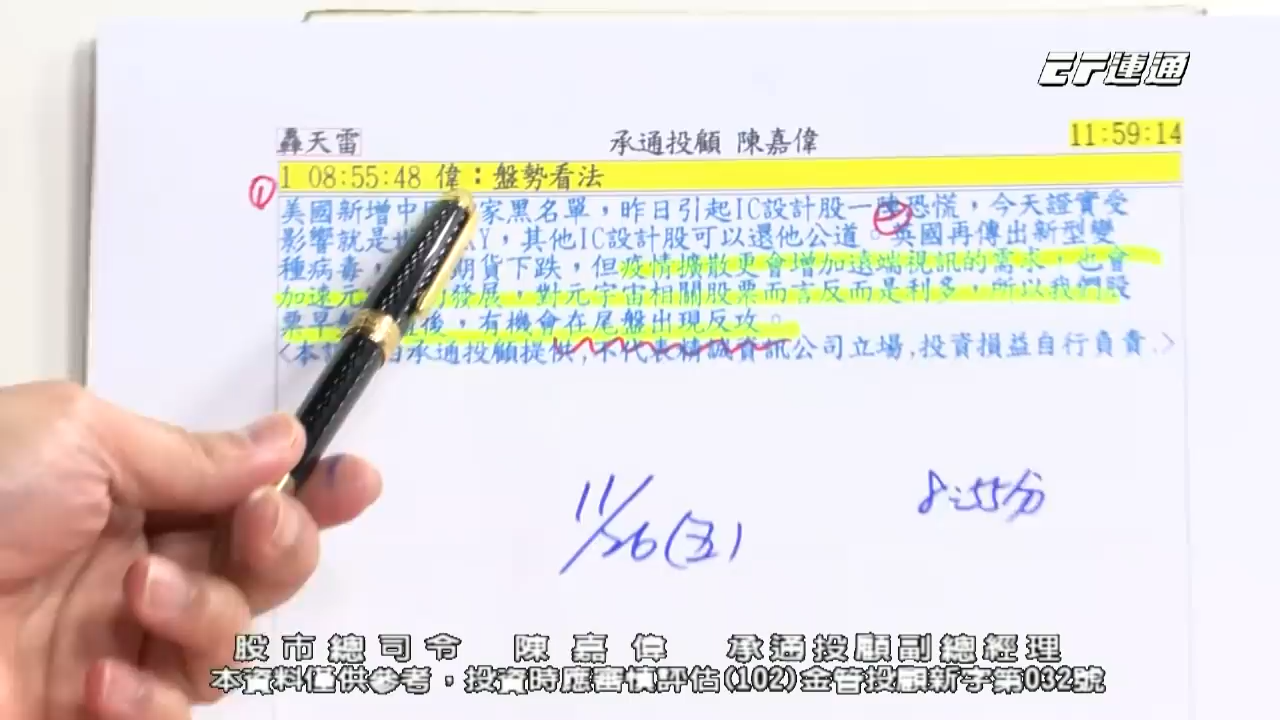 運通
轟天雷 承通投顧 陳嘉偉 11:59:14
1 08:55:48 偉：盤勢看法
美國新增中 家黑名單，昨日引起IC設計股一陣恐慌，今天證實受
影響就是 KY，其他IC設計股可以還他公道。英國再傳出新型變
種病毒， 期貨下跌，但疫情擴散更會增加遠端視訊的需求，也會
加速元 發展，對元宇宙相關股票而言反而是利多，所以我們股
票早 後，有機會在尾盤出現反攻。
<本 由承通投顧提供,不代表精誠資訊公司立場,投資損益自行負責.>
11/26(五) 8:55分
股市總司令 陳嘉偉 承通投顧副總經理
本資料僅供參考，投資時應審慎評估(102)金管投顧新字第032號